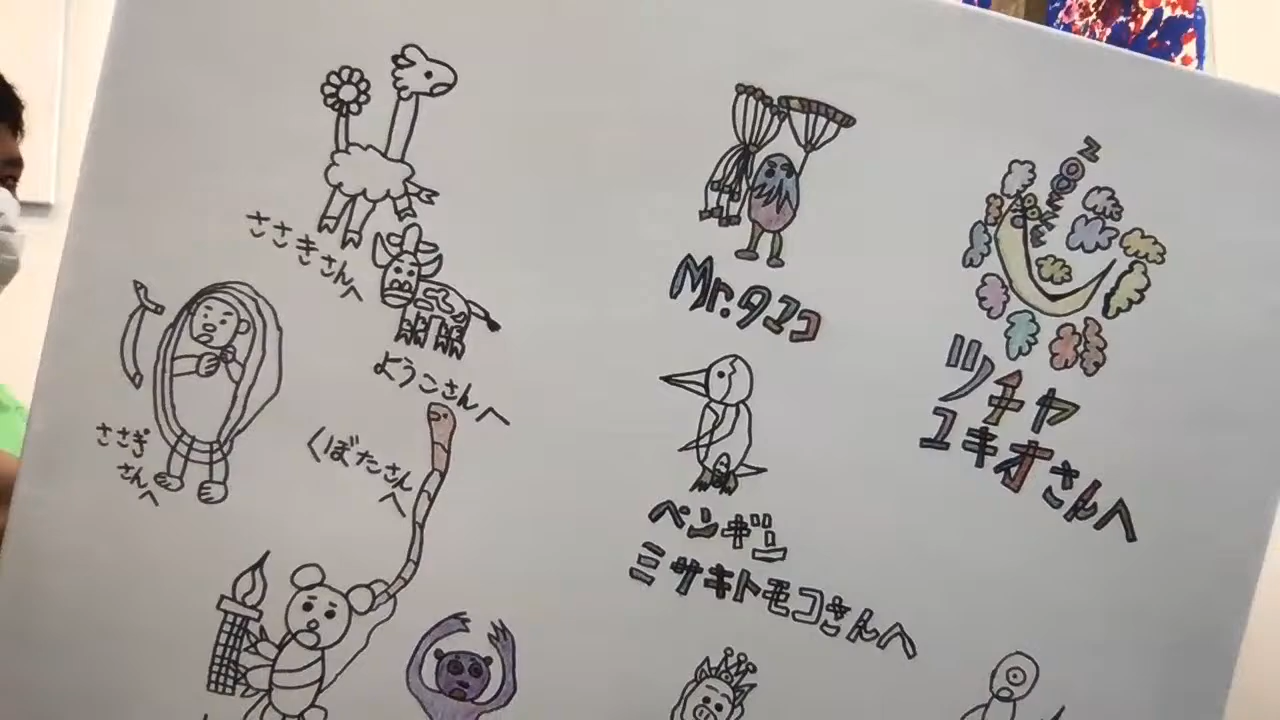 ささきさんへ
ようこさんへ
ささぎ
さんへ
くぼたさん
へ
Mr.タマコ
ペンギン
ミサキトモコさんへ
ツチヤ
ユキオさんへ